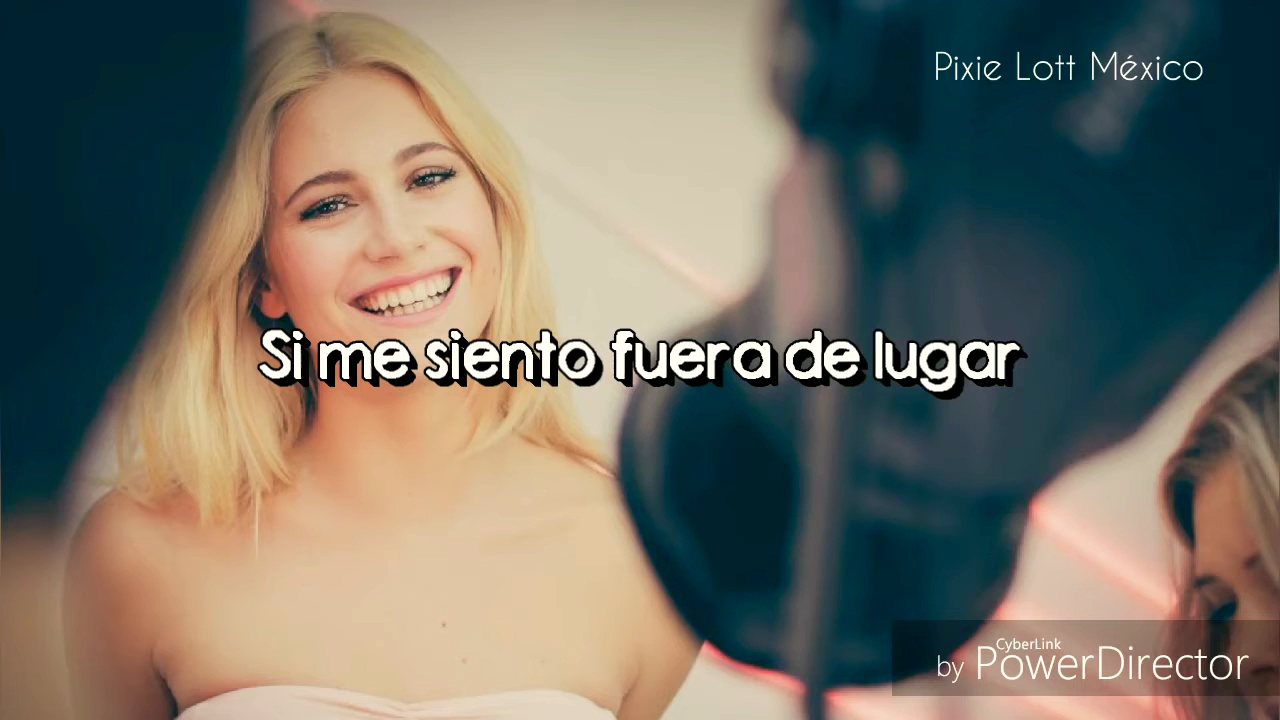 Pixie Lott México
Si me siento fuera de lugar
CyberLink
by PowerDirector